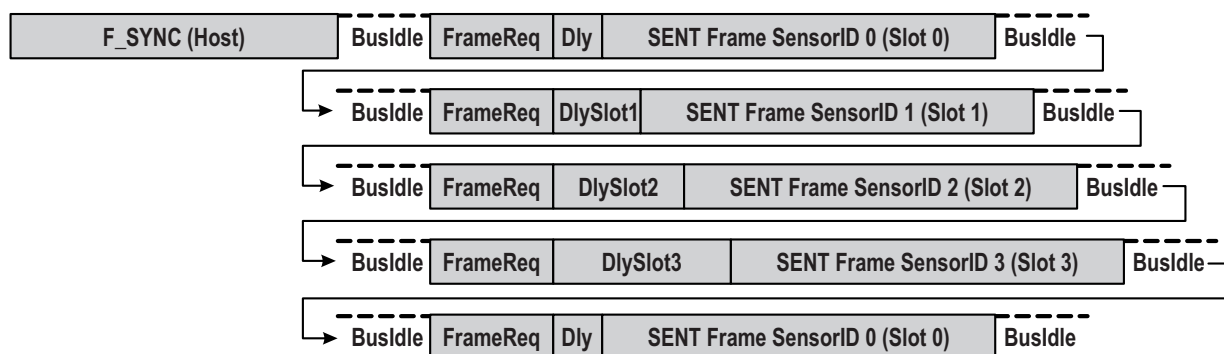 F_SYNC (Host) BusIdle FrameReq Dly SENT Frame SensorID 0 (Slot 0) BusIdle
BusIdle FrameReq DlySlot1 SENT Frame SensorID 1 (Slot 1) BusIdle
BusIdle FrameReq DlySlot2 SENT Frame SensorID 2 (Slot 2) BusIdle
BusIdle FrameReq DlySlot3 SENT Frame SensorID 3 (Slot 3) BusIdle
BusIdle FrameReq Dly SENT Frame SensorID 0 (Slot 0) BusIdle